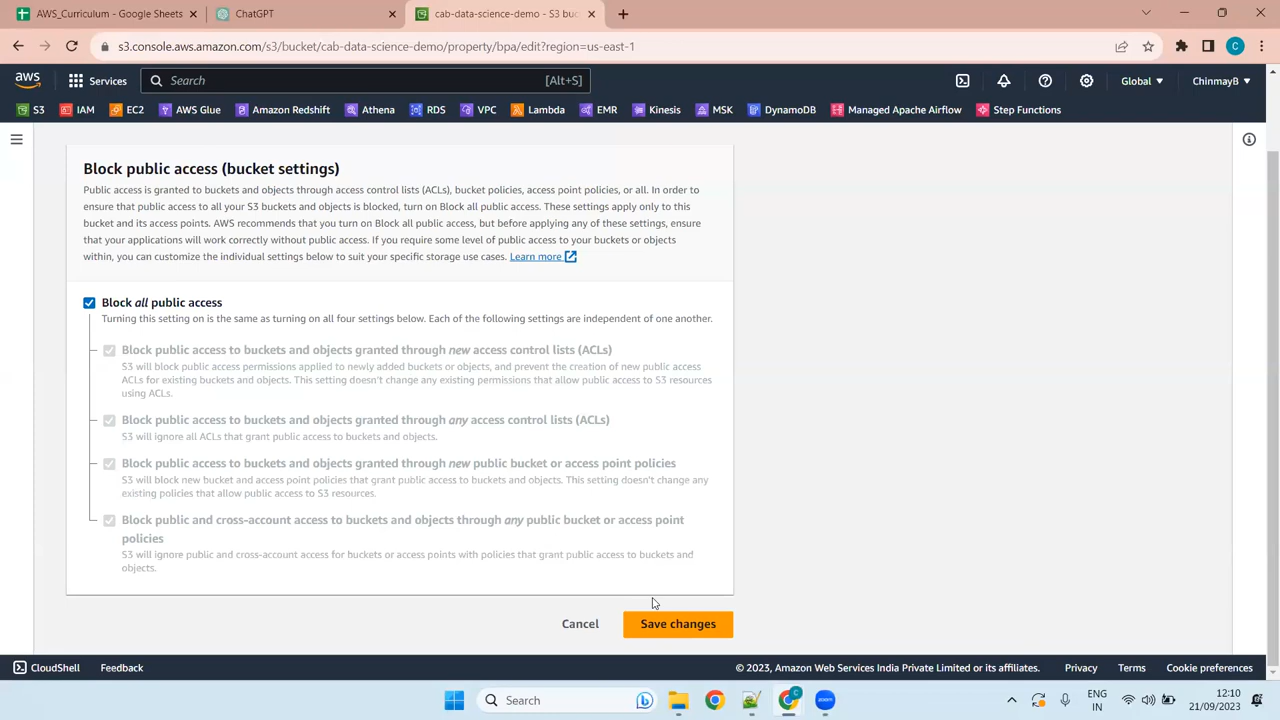 AWS_Curriculum - Google Sheets
ChatGPT
cab-data-science-demo - S3 buc
s3.console.aws.amazon.com/s3/bucket/cab-data-science-demo/property/bpa/edit?region=us-east-1
aws
Services
Search
[Alt+S]
Global
ChinmayB
S3
IAM
EC2
AWS Glue
Amazon Redshift
Athena
RDS
VPC
Lambda
EMR
Kinesis
MSK
DynamoDB
Managed Apache Airflow
Step Functions
Block public access (bucket settings)
Public access is granted to buckets and objects through access control lists (ACLs), bucket policies, access point policies, or all. In order to
ensure that public access to all your S3 buckets and objects is blocked, turn on Block all public access. These settings apply only to this
bucket and its access points. AWS recommends that you turn on Block all public access, but before applying any of these settings, ensure
that your applications will work correctly without public access. If you require some level of public access to your buckets or objects
within, you can customize the individual settings below to suit your specific storage use cases. Learn more
Block all public access
Turning this setting on is the same as turning on all four settings below. Each of the following settings are independent of one another.
Block public access to buckets and objects granted through new access control lists (ACLs)
S3 will block public access permissions applied to newly added buckets or objects, and prevent the creation of new public access
ACLs for existing buckets and objects. This setting doesn't change any existing permissions that allow public access to S3 resources
using ACLs.
Block public access to buckets and objects granted through any access control lists (ACLs)
S3 will ignore all ACLs that grant public access to buckets and objects.
Block public access to buckets and objects granted through new public bucket or access point policies
S3 will block new bucket and access point policies that grant public access to buckets and objects. This setting doesn't change any
existing policies that allow public access to S3 resources.
Block public and cross-account access to buckets and objects through any public bucket or access point
policies
S3 will ignore public and cross-account access for buckets or access points with policies that grant public access to buckets and
objects.
Cancel
Save changes
CloudShell
Feedback
© 2023, Amazon Web Services India Private Limited or its affiliates.
Privacy
Terms
Cookie preferences
Search
ENG
IN
12:10
21/09/2023